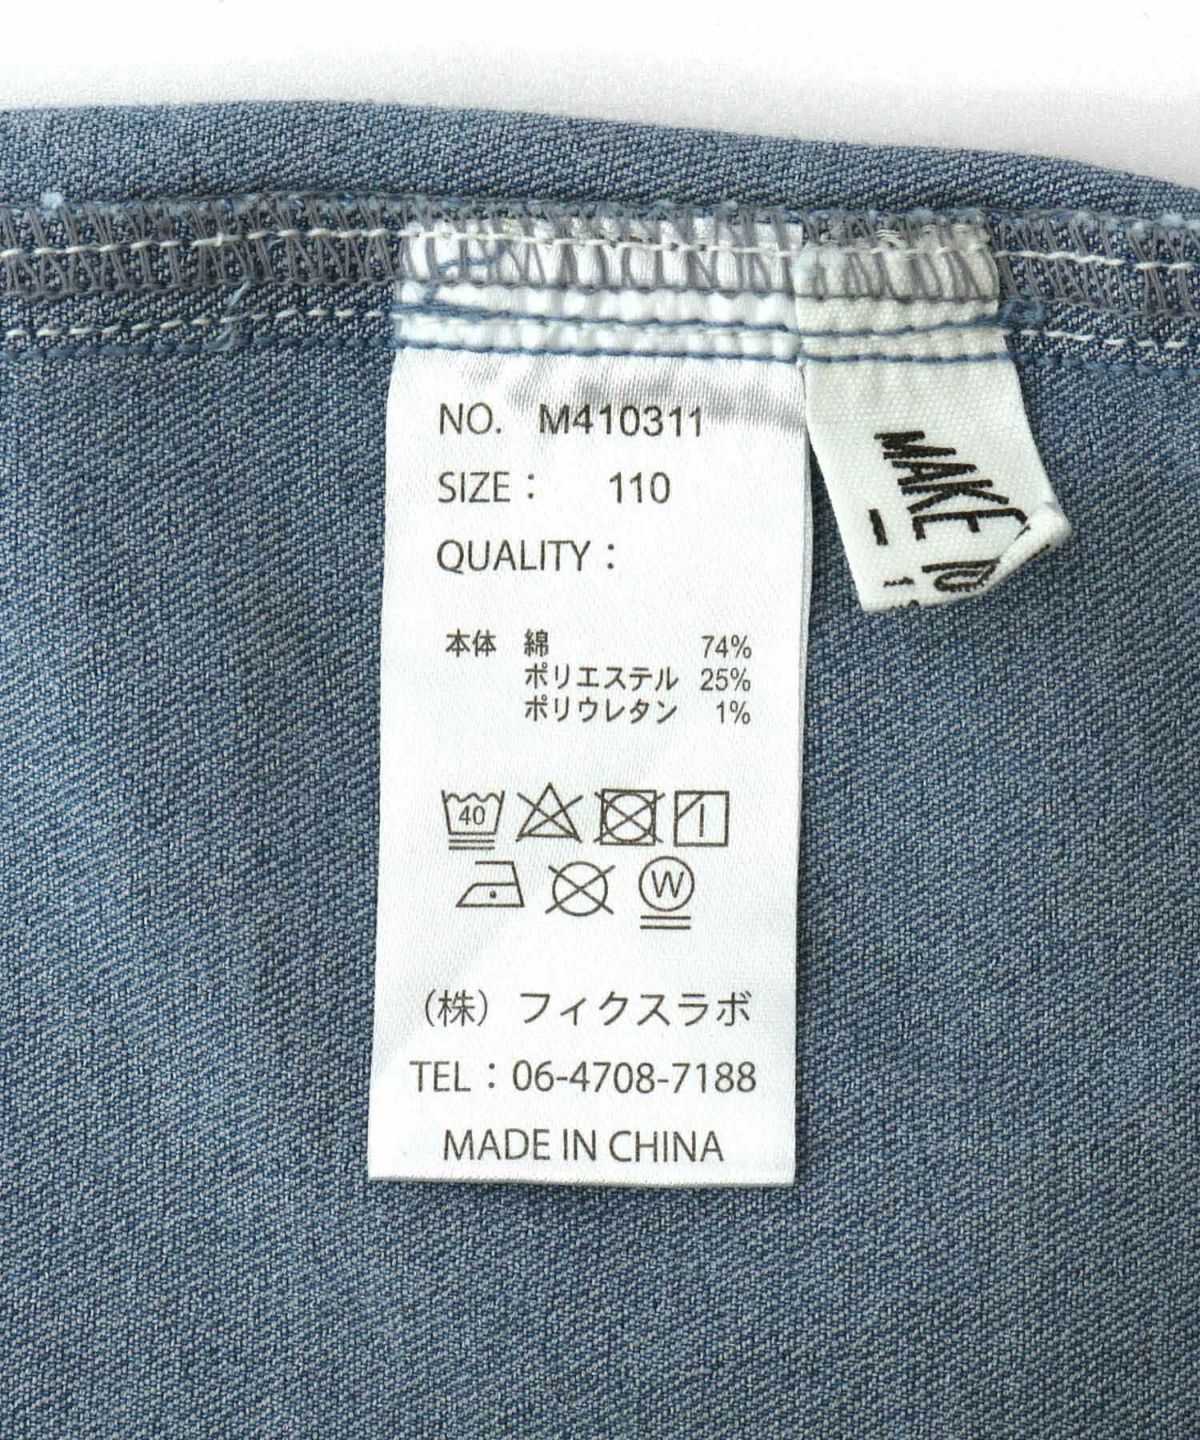 NO. M410311
SIZE： 110
QUALITY：
本体 綿 74%
ポリエステル 25%
ポリウレタン 1%
40
W
（株）フィクスラボ
TEL：06-4708-7188
MADE IN CHINA
MAKE